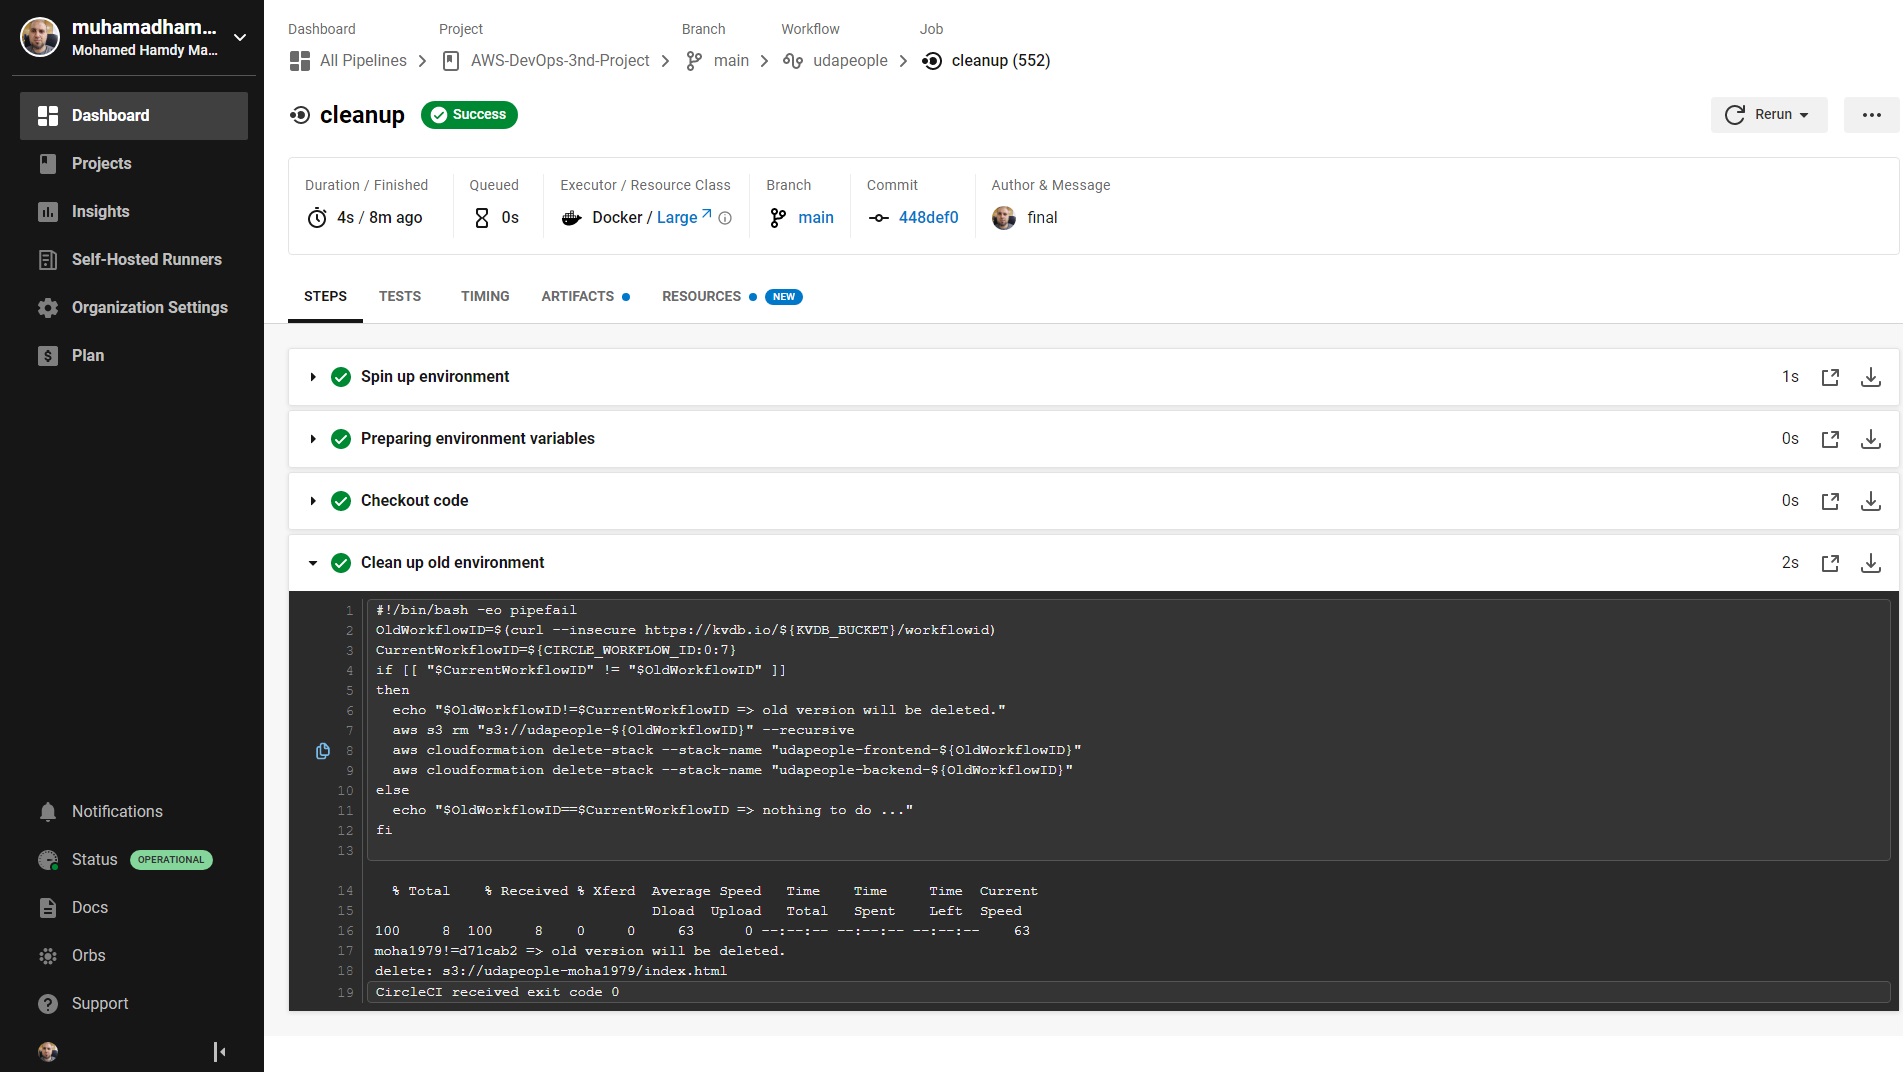 muhamadham...
Mohamed Hamdy Ma...
Dashboard
Projects
Insights
Self-Hosted Runners
Organization Settings
Plan
Notifications
Status OPERATIONAL
Docs
Orbs
Support
Dashboard Project Branch Workflow Job
All Pipelines AWS-DevOps-3nd-Project main udapeople cleanup (552)
cleanup Success
Rerun
Duration / Finished Queued Executor / Resource Class Branch Commit Author & Message
4s / 8m ago 0s Docker / Large main 448def0 final
STEPS TESTS TIMING ARTIFACTS RESOURCES NEW
Spin up environment 1s
Preparing environment variables 0s
Checkout code 0s
Clean up old environment 2s
1 #!/bin/bash -eo pipefail
2 OldWorkflowID=$(curl --insecure https://kvdb.io/${KVDB_BUCKET}/workflowid)
3 CurrentWorkflowID=${CIRCLE_WORKFLOW_ID:0:7}
4 if [[ "$CurrentWorkflowID" != "$OldWorkflowID" ]]
5 then
6 echo "$OldWorkflowID!=$CurrentWorkflowID => old version will be deleted."
7 aws s3 rm "s3://udapeople-${OldWorkflowID}" --recursive
8 aws cloudformation delete-stack --stack-name "udapeople-frontend-${OldWorkflowID}"
9 aws cloudformation delete-stack --stack-name "udapeople-backend-${OldWorkflowID}"
10 else
11 echo "$OldWorkflowID==$CurrentWorkflowID => nothing to do ..."
12 fi
13
14 % Total % Received % Xferd Average Speed Time Time Time Current
15 Dload Upload Total Spent Left Speed
16 100 8 100 8 0 0 63 0 --:--:-- --:--:-- --:--:-- 63
17 moha1979!=d71cab2 => old version will be deleted.
18 delete: s3://udapeople-moha1979/index.html
19 CircleCI received exit code 0